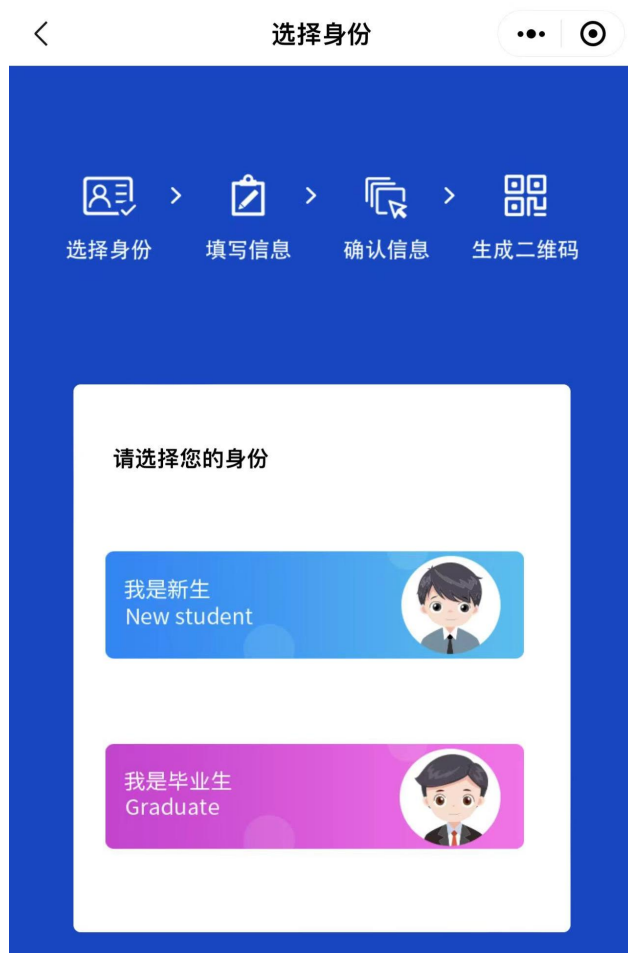 选择身份
选择身份
填写信息
确认信息
生成二维码
请选择您的身份
我是新生
New student
我是毕业生
Graduate